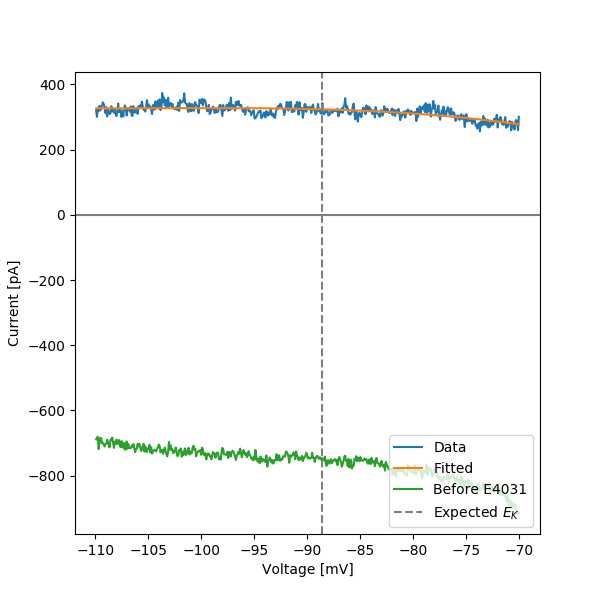 400
200
0
−200
−400
−600
−800
Current [pA]
−110
−105
−100
−95
−90
−85
−80
−75
−70
Voltage [mV]
Data
Fitted
Before E4031
Expected E_K